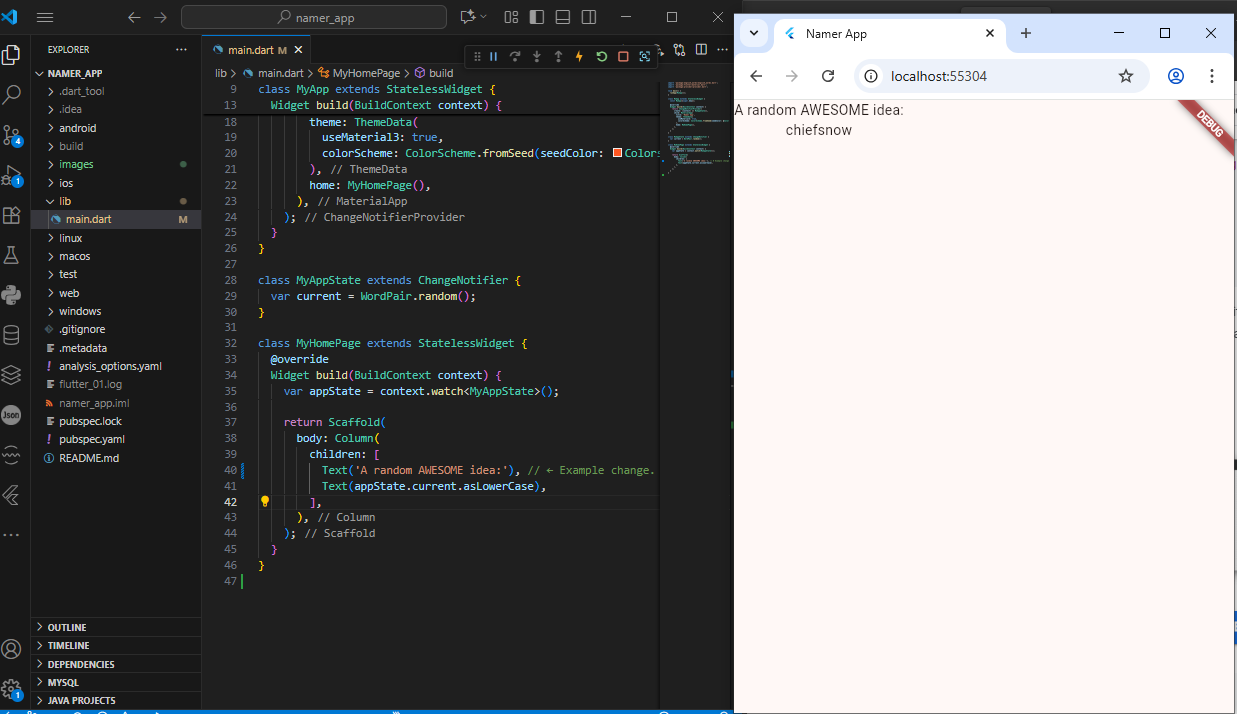 namer_app
EXPLORER
NAMER_APP
.dart_tool
.idea
android
build
images
ios
lib
main.dart M
linux
macos
test
web
windows
.gitignore
.metadata
analysis_options.yaml
flutter_01.log
namer_app.iml
pubspec.lock
pubspec.yaml
README.md
OUTLINE
TIMELINE
DEPENDENCIES
MYSQL
JAVA PROJECTS
4
1
Json
1
main.dart M
lib > main.dart > MyHomePage > build
9 class MyApp extends StatelessWidget {
13 Widget build(BuildContext context) {
18 theme: ThemeData(
19 useMaterial3: true,
20 colorScheme: ColorScheme.fromSeed(seedColor: Color
21 ), // ThemeData
22 home: MyHomePage(),
23 ), // MaterialApp
24 ); // ChangeNotifierProvider
25 }
26 }
27
28 class MyAppState extends ChangeNotifier {
29 var current = WordPair.random();
30 }
31
32 class MyHomePage extends StatelessWidget {
33 @override
34 Widget build(BuildContext context) {
35 var appState = context.watch<MyAppState>();
36
37 return Scaffold(
38 body: Column(
39 children: [
40 Text('A random AWESOME idea:'), // ← Example change.
41 Text(appState.current.asLowerCase),
42 ],
43 ), // Column
44 ); // Scaffold
45 }
46 }
47
Namer App
localhost:55304
A random AWESOME idea:
chiefsnow
DEBUG